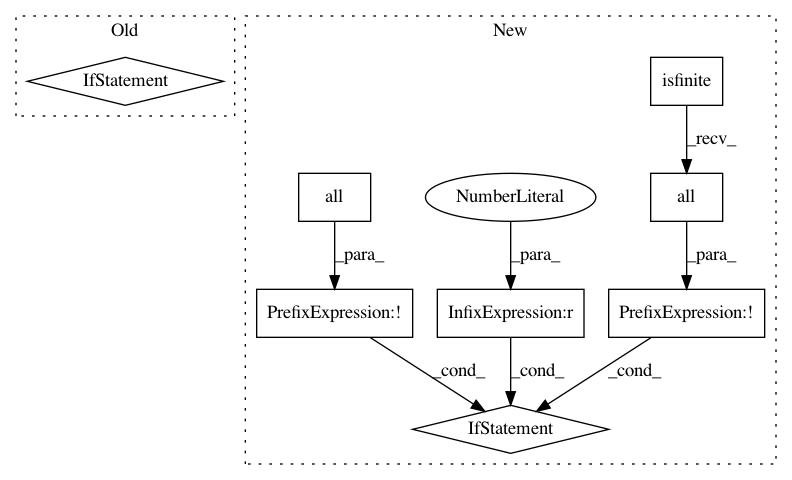 Old
New
IfStatement
isfinite
_recv_
all
NumberLiteral
all
_para_
_para_
_para_
PrefixExpression:!
InfixExpression:r
PrefixExpression:!
_cond_
_cond_
_cond_
IfStatement